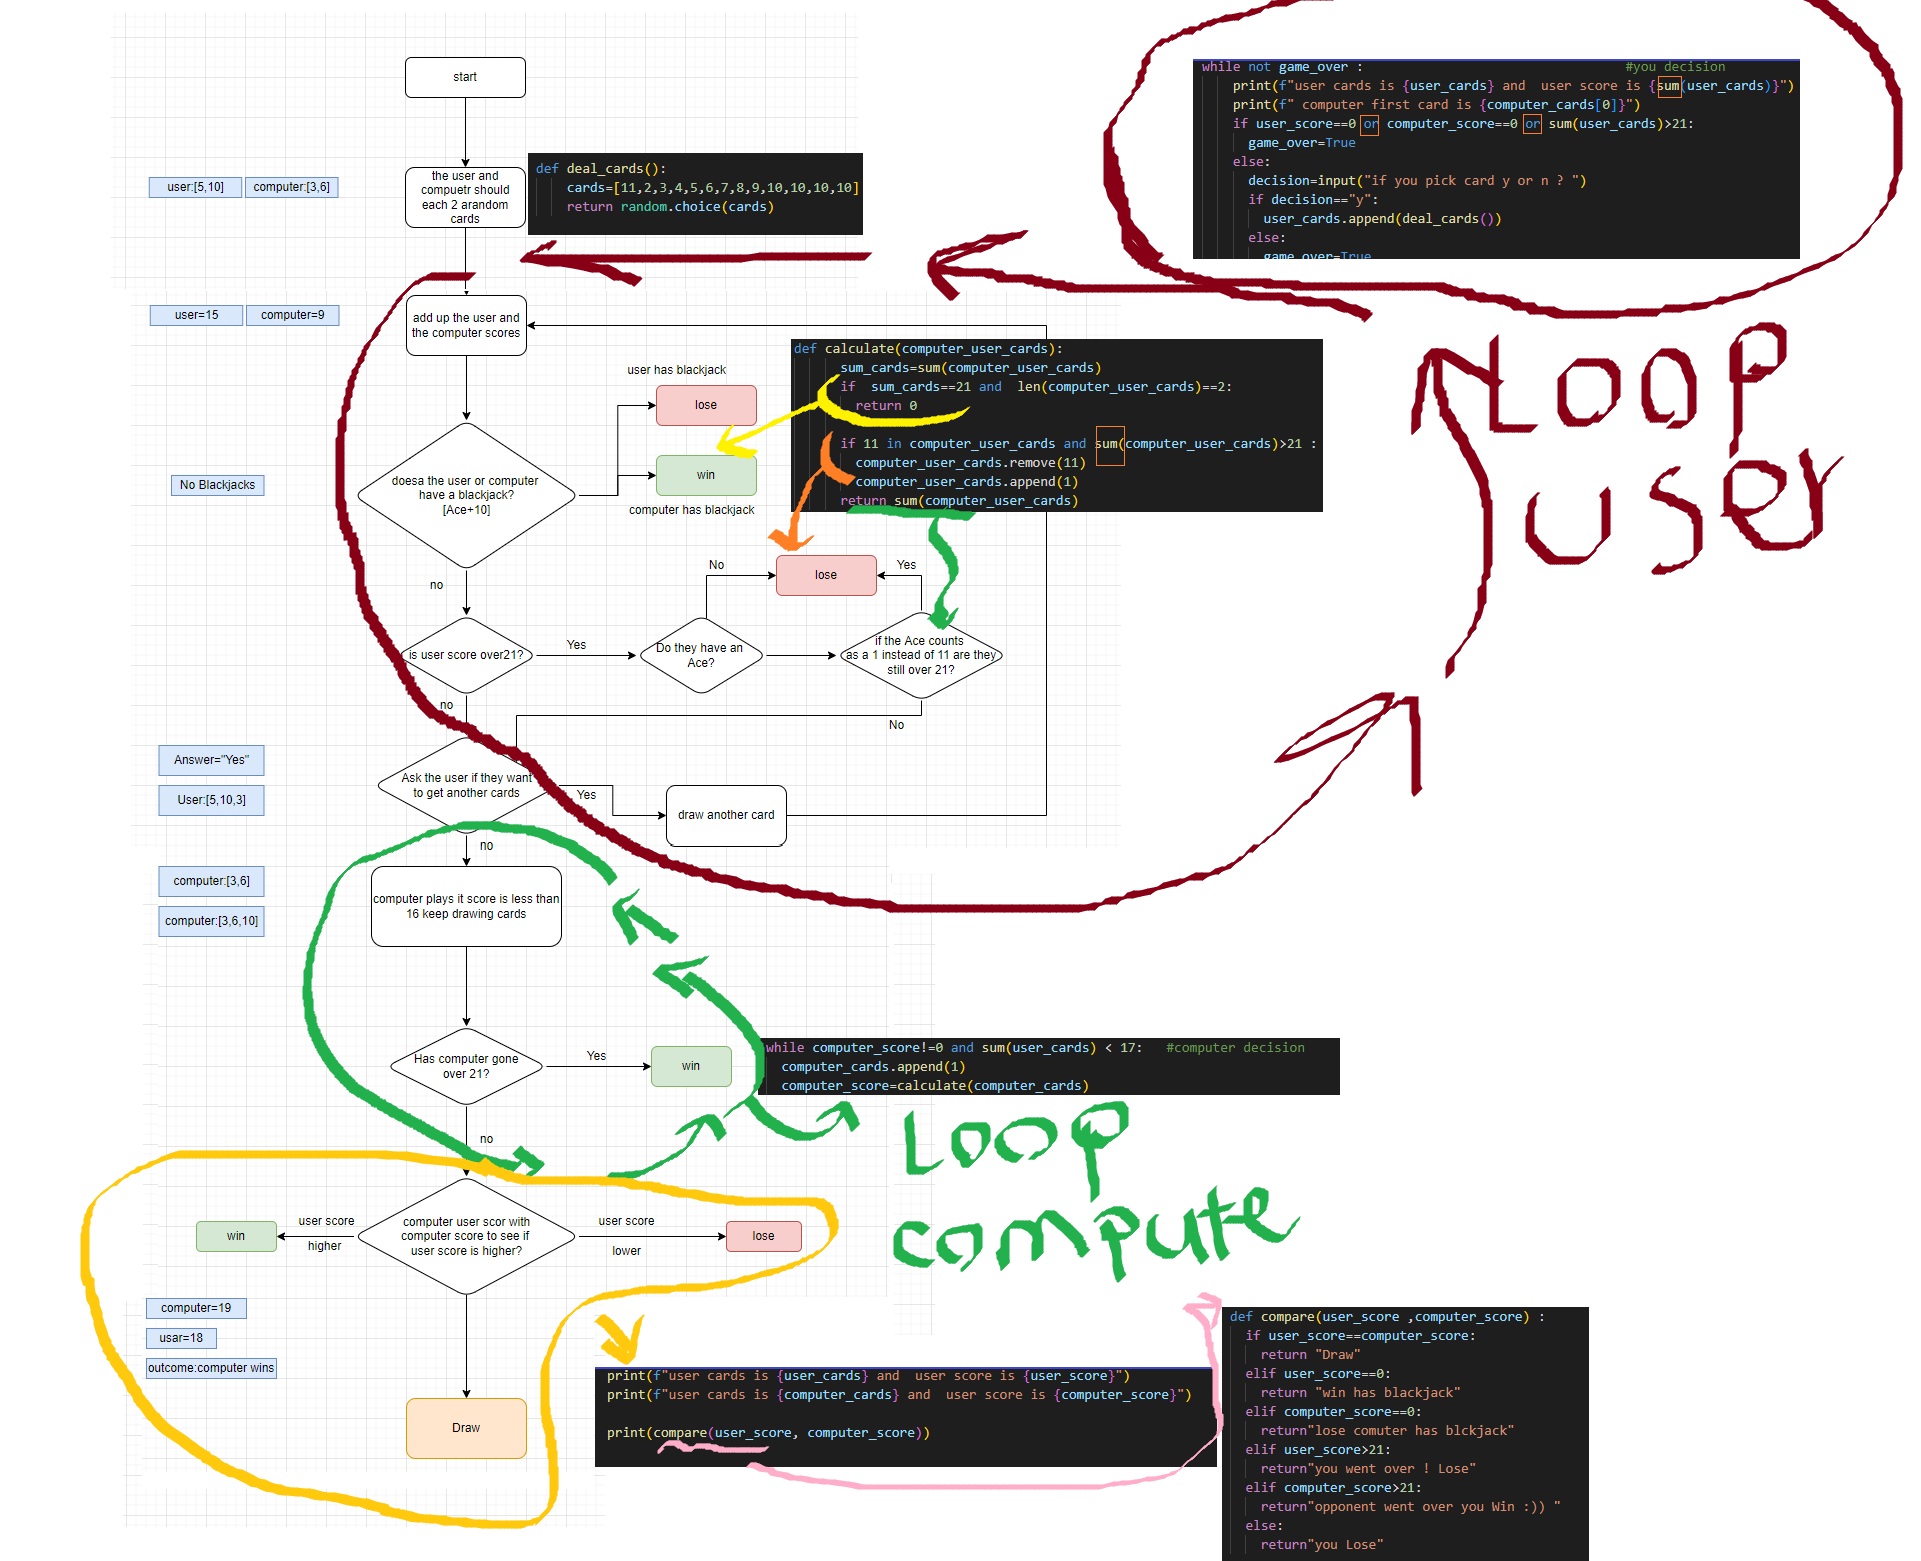 start
the user and
compuetr should
each 2 arandom
cards
user:[5,10]
computer:[3,6]
def deal_cards():
cards=[11,2,3,4,5,6,7,8,9,10,10,10,10]
return random.choice(cards)
while not game_over : #you decision
print(f"user cards is {user_cards} and  user score is {sum(user_cards)}")
print(f" computer first card is {computer_cards[0]}")
if user_score==0 or computer_score==0 or sum(user_cards)>21:
game_over=True
else:
decision=input("if you pick card y or n ? ")
if decision=="y":
user_cards.append(deal_cards())
else:
game_over=True
Loop
user
user=15
computer=9
add up the user and
the computer scores
def calculate(computer_user_cards):
sum_cards=sum(computer_user_cards)
if  sum_cards==21 and  len(computer_user_cards)==2:
return 0
if 11 in computer_user_cards and sum(computer_user_cards)>21 :
computer_user_cards.remove(11)
computer_user_cards.append(1)
return sum(computer_user_cards)
user has blackjack
lose
win
computer has blackjack
No Blackjacks
doesa the user or computer
have a blackjack?
[Ace+10]
no
is user score over21?
Yes
Do they have an
Ace?
No
lose
Yes
if the Ace counts
as a 1 instead of 11 are they
still over 21?
No
no
Answer="Yes"
User:[5,10,3]
Ask the user if they want
to get another cards
Yes
draw another card
no
computer:[3,6]
computer:[3,6,10]
computer plays it score is less than
16 keep drawing cards
Has computer gone
over 21?
Yes
win
while computer_score!=0 and sum(user_cards) < 17: #computer decision
computer_cards.append(1)
computer_score=calculate(computer_cards)
Loop
compute
no
computer user scor with
computer score to see if
user score is higher?
user score
higher
win
user score
lower
lose
computer=19
usar=18
outcome:computer wins
Draw
print(f"user cards is {user_cards} and  user score is {user_score}")
print(f"user cards is {computer_cards} and  user score is {computer_score}")
print(compare(user_score, computer_score))
def compare(user_score ,computer_score) :
if user_score==computer_score:
return "Draw"
elif user_score==0:
return "win has blackjack"
elif computer_score==0:
return"lose comuter has blckjack"
elif user_score>21:
return"you went over ! Lose"
elif computer_score>21:
return"opponent went over you Win :)) "
else:
return"you Lose"